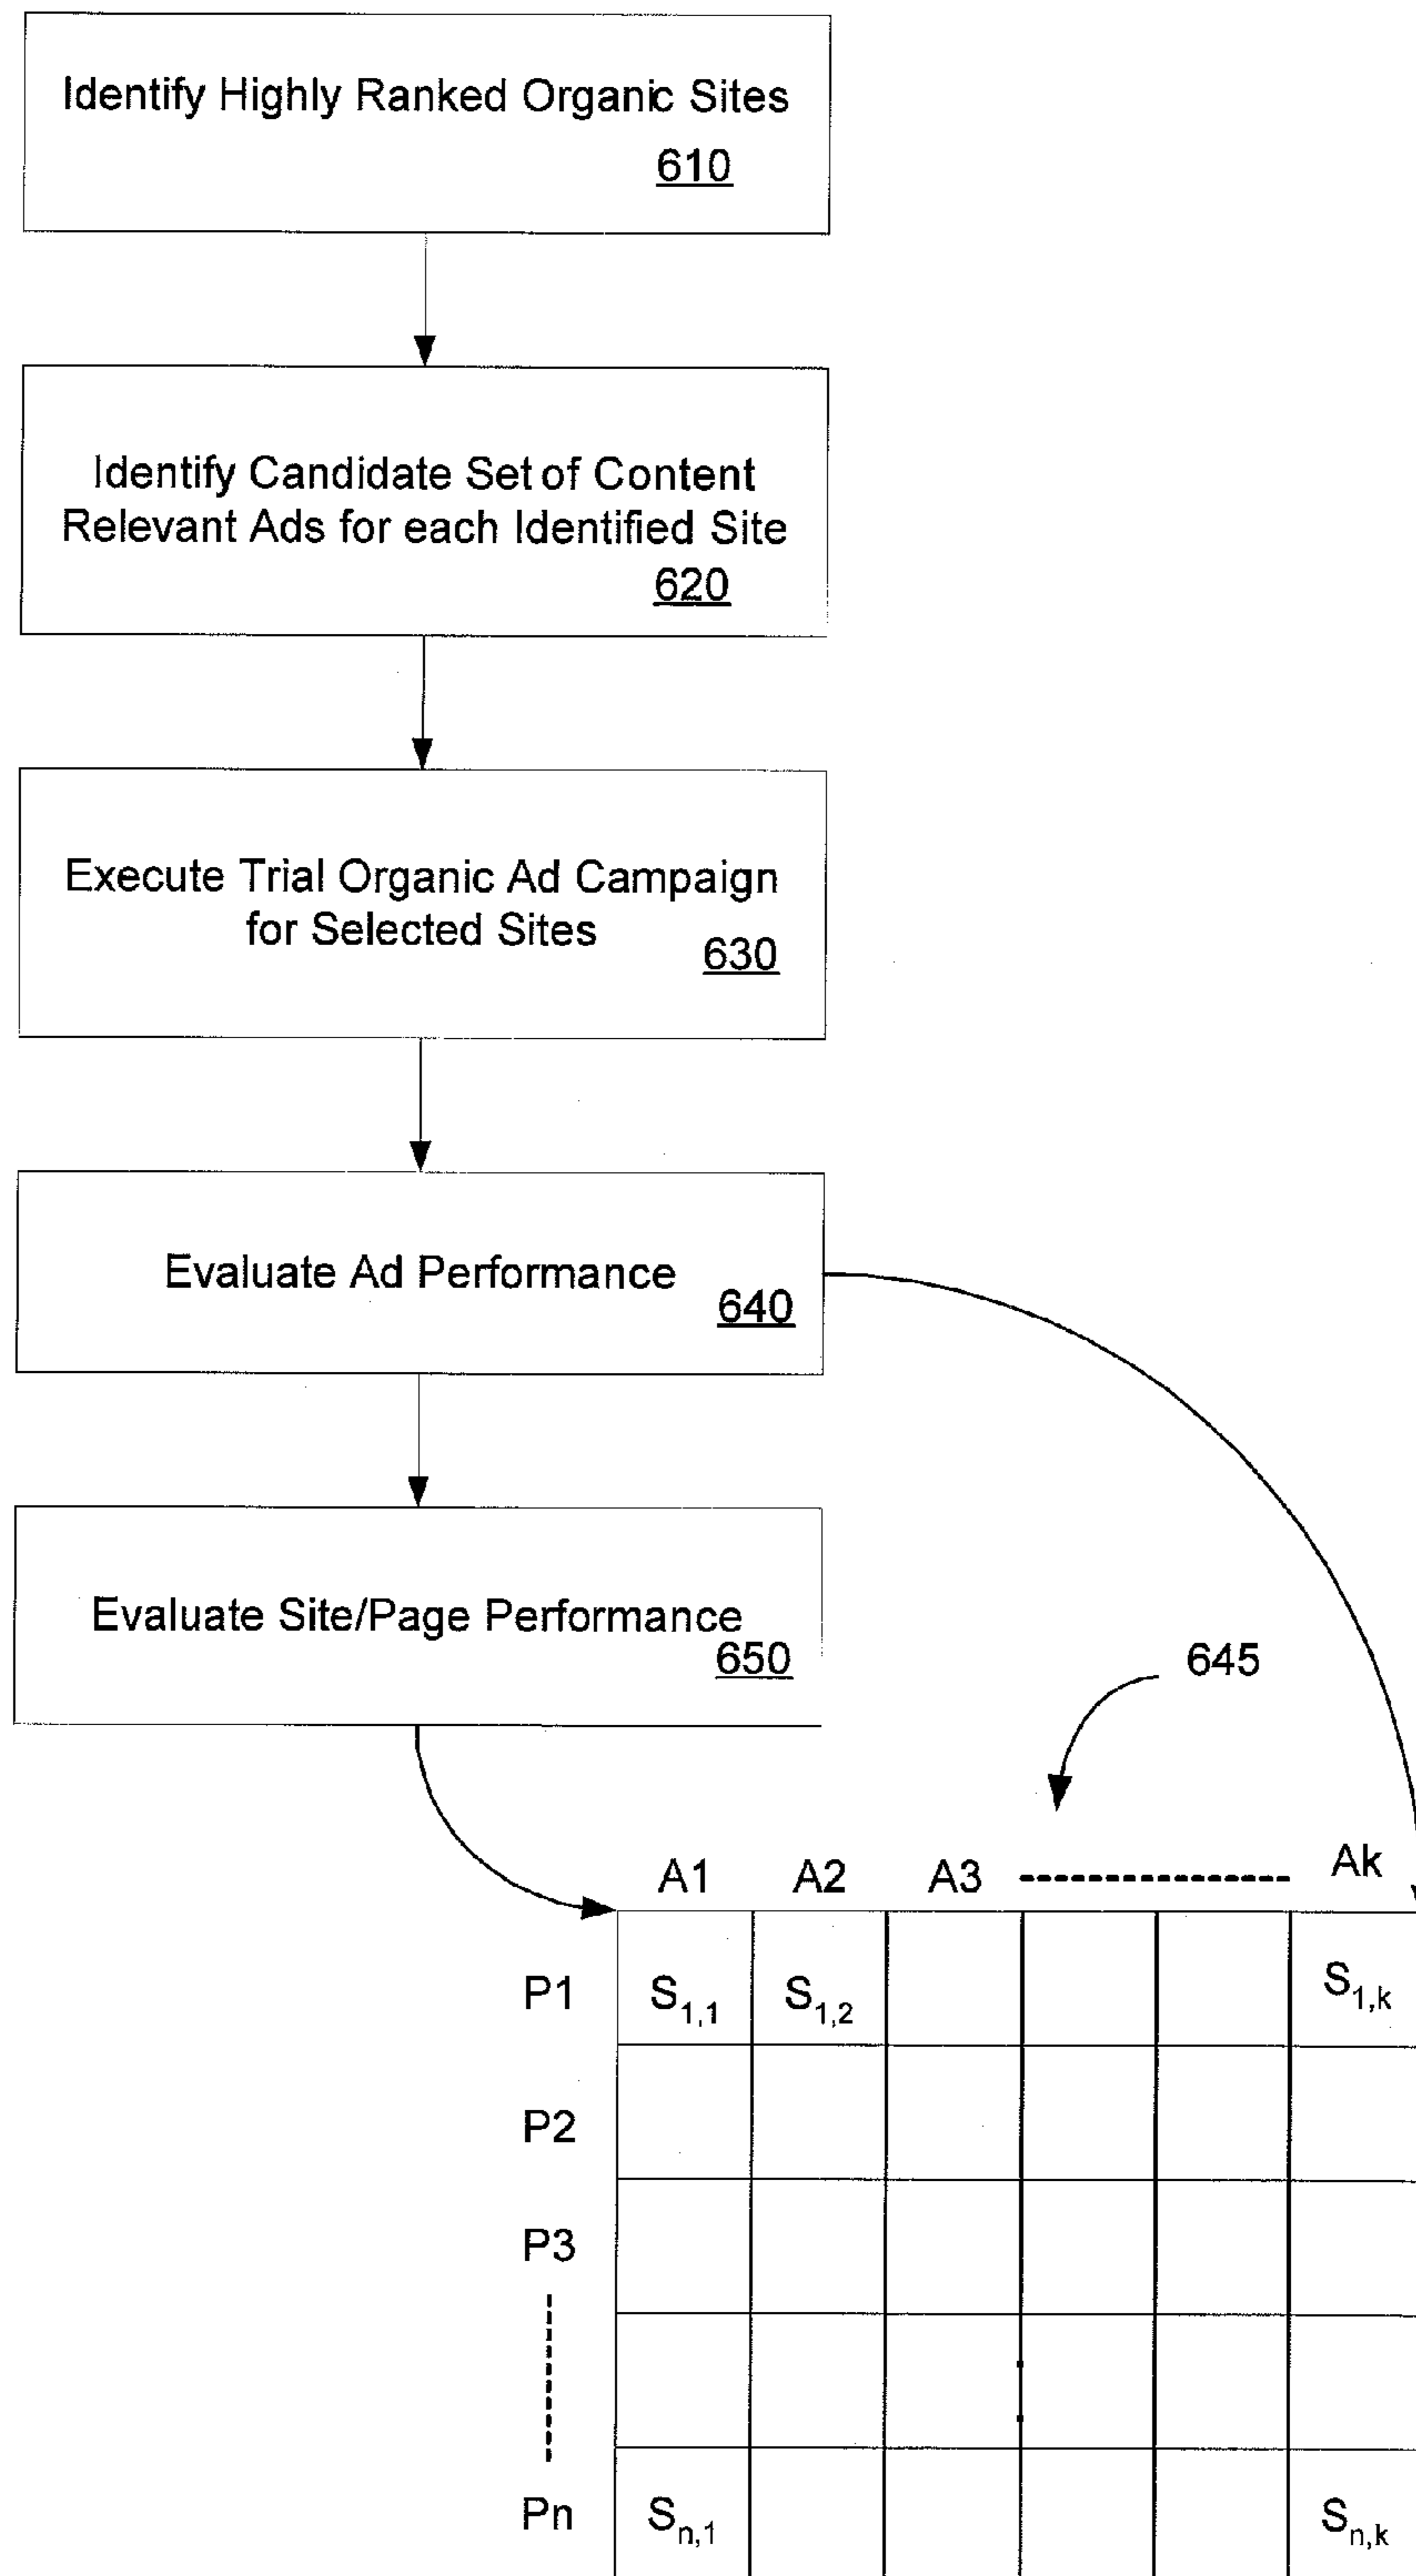 Identify Highly Ranked Organic Sites
610
Identify Candidate Set of Content
Relevant Ads for each Identified Site
620
Execute Trial Organic Ad Campaign
for Selected Sites
630
Evaluate Ad Performance
640
Evaluate Site/Page Performance
650
645
A1 A2 A3 Ak
P1 S1,1 S1,2 S1,k
P2
P3
Pn Sn,1 Sn,k